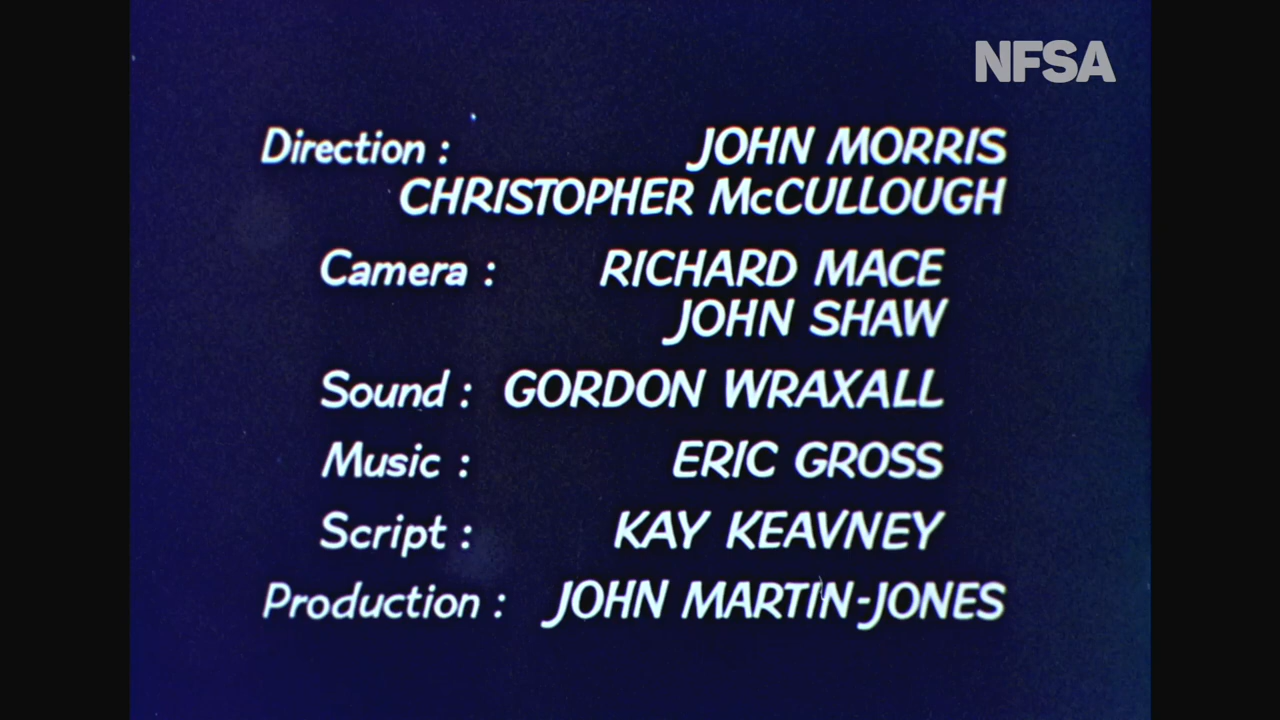 NFSA
Direction : JOHN MORRIS
CHRISTOPHER McCULLOUGH
Camera : RICHARD MACE
JOHN SHAW
Sound : GORDON WRAXALL
Music : ERIC GROSS
Script : KAY KEAVNEY
Production : JOHN MARTIN-JONES